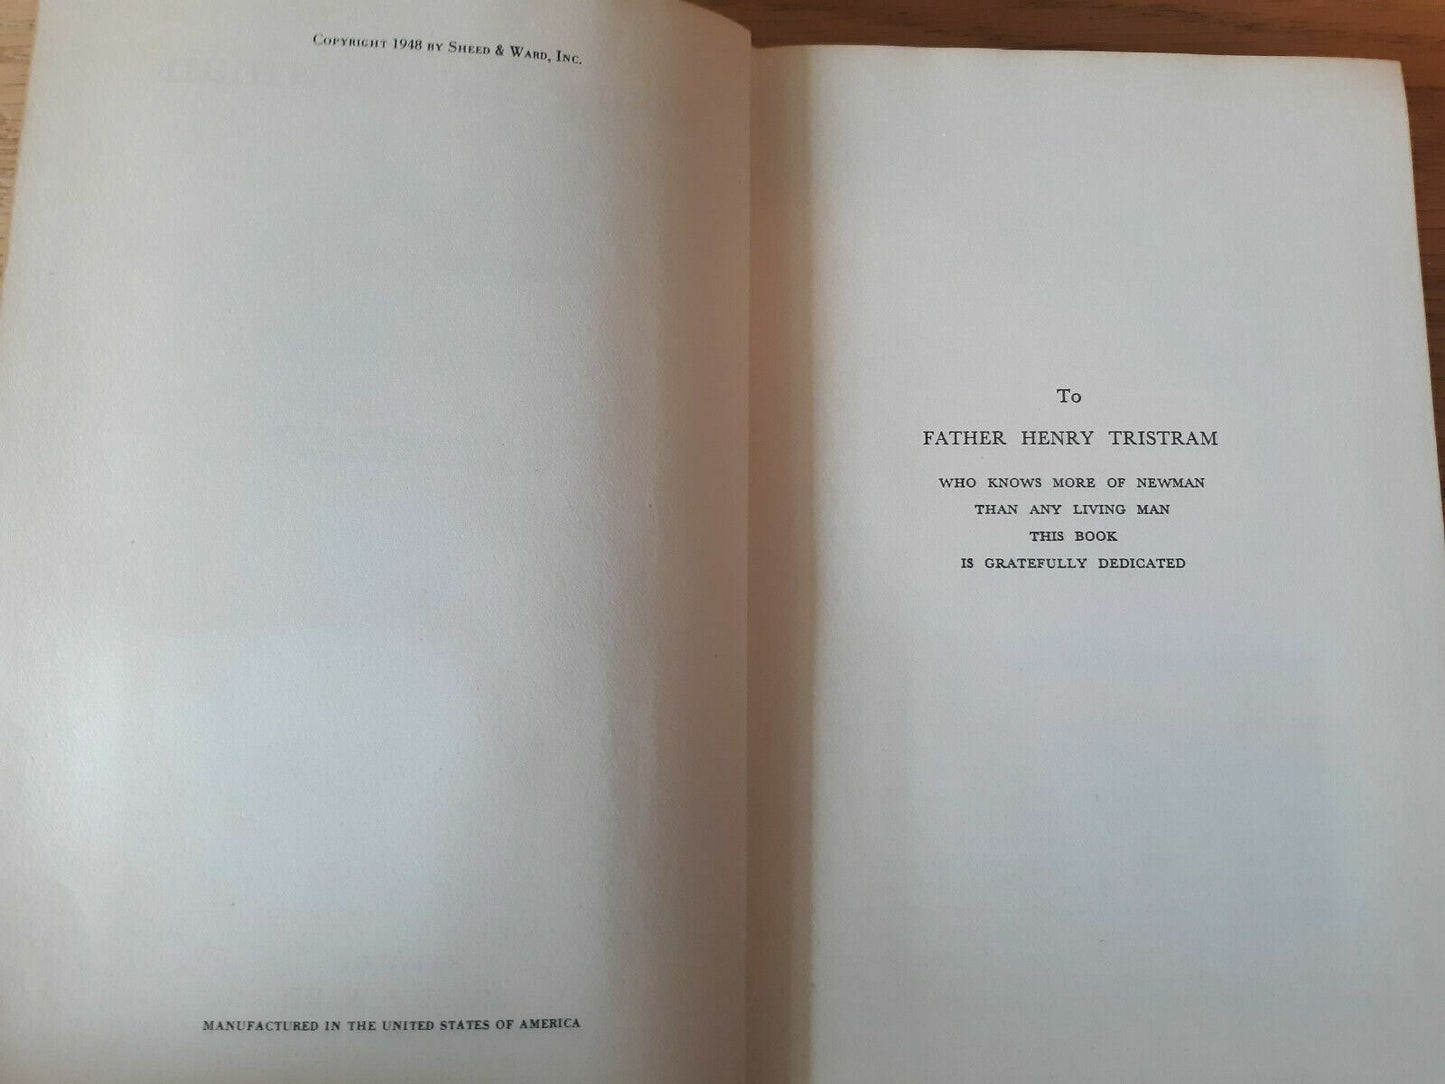 Copyright 1948 by Sheed & Ward, Inc.
MANUFACTURED IN THE UNITED STATES OF AMERICA
To
FATHER HENRY TRISTRAM
WHO KNOWS MORE OF NEWMAN
THAN ANY LIVING MAN
THIS BOOK
IS GRATEFULLY DEDICATED